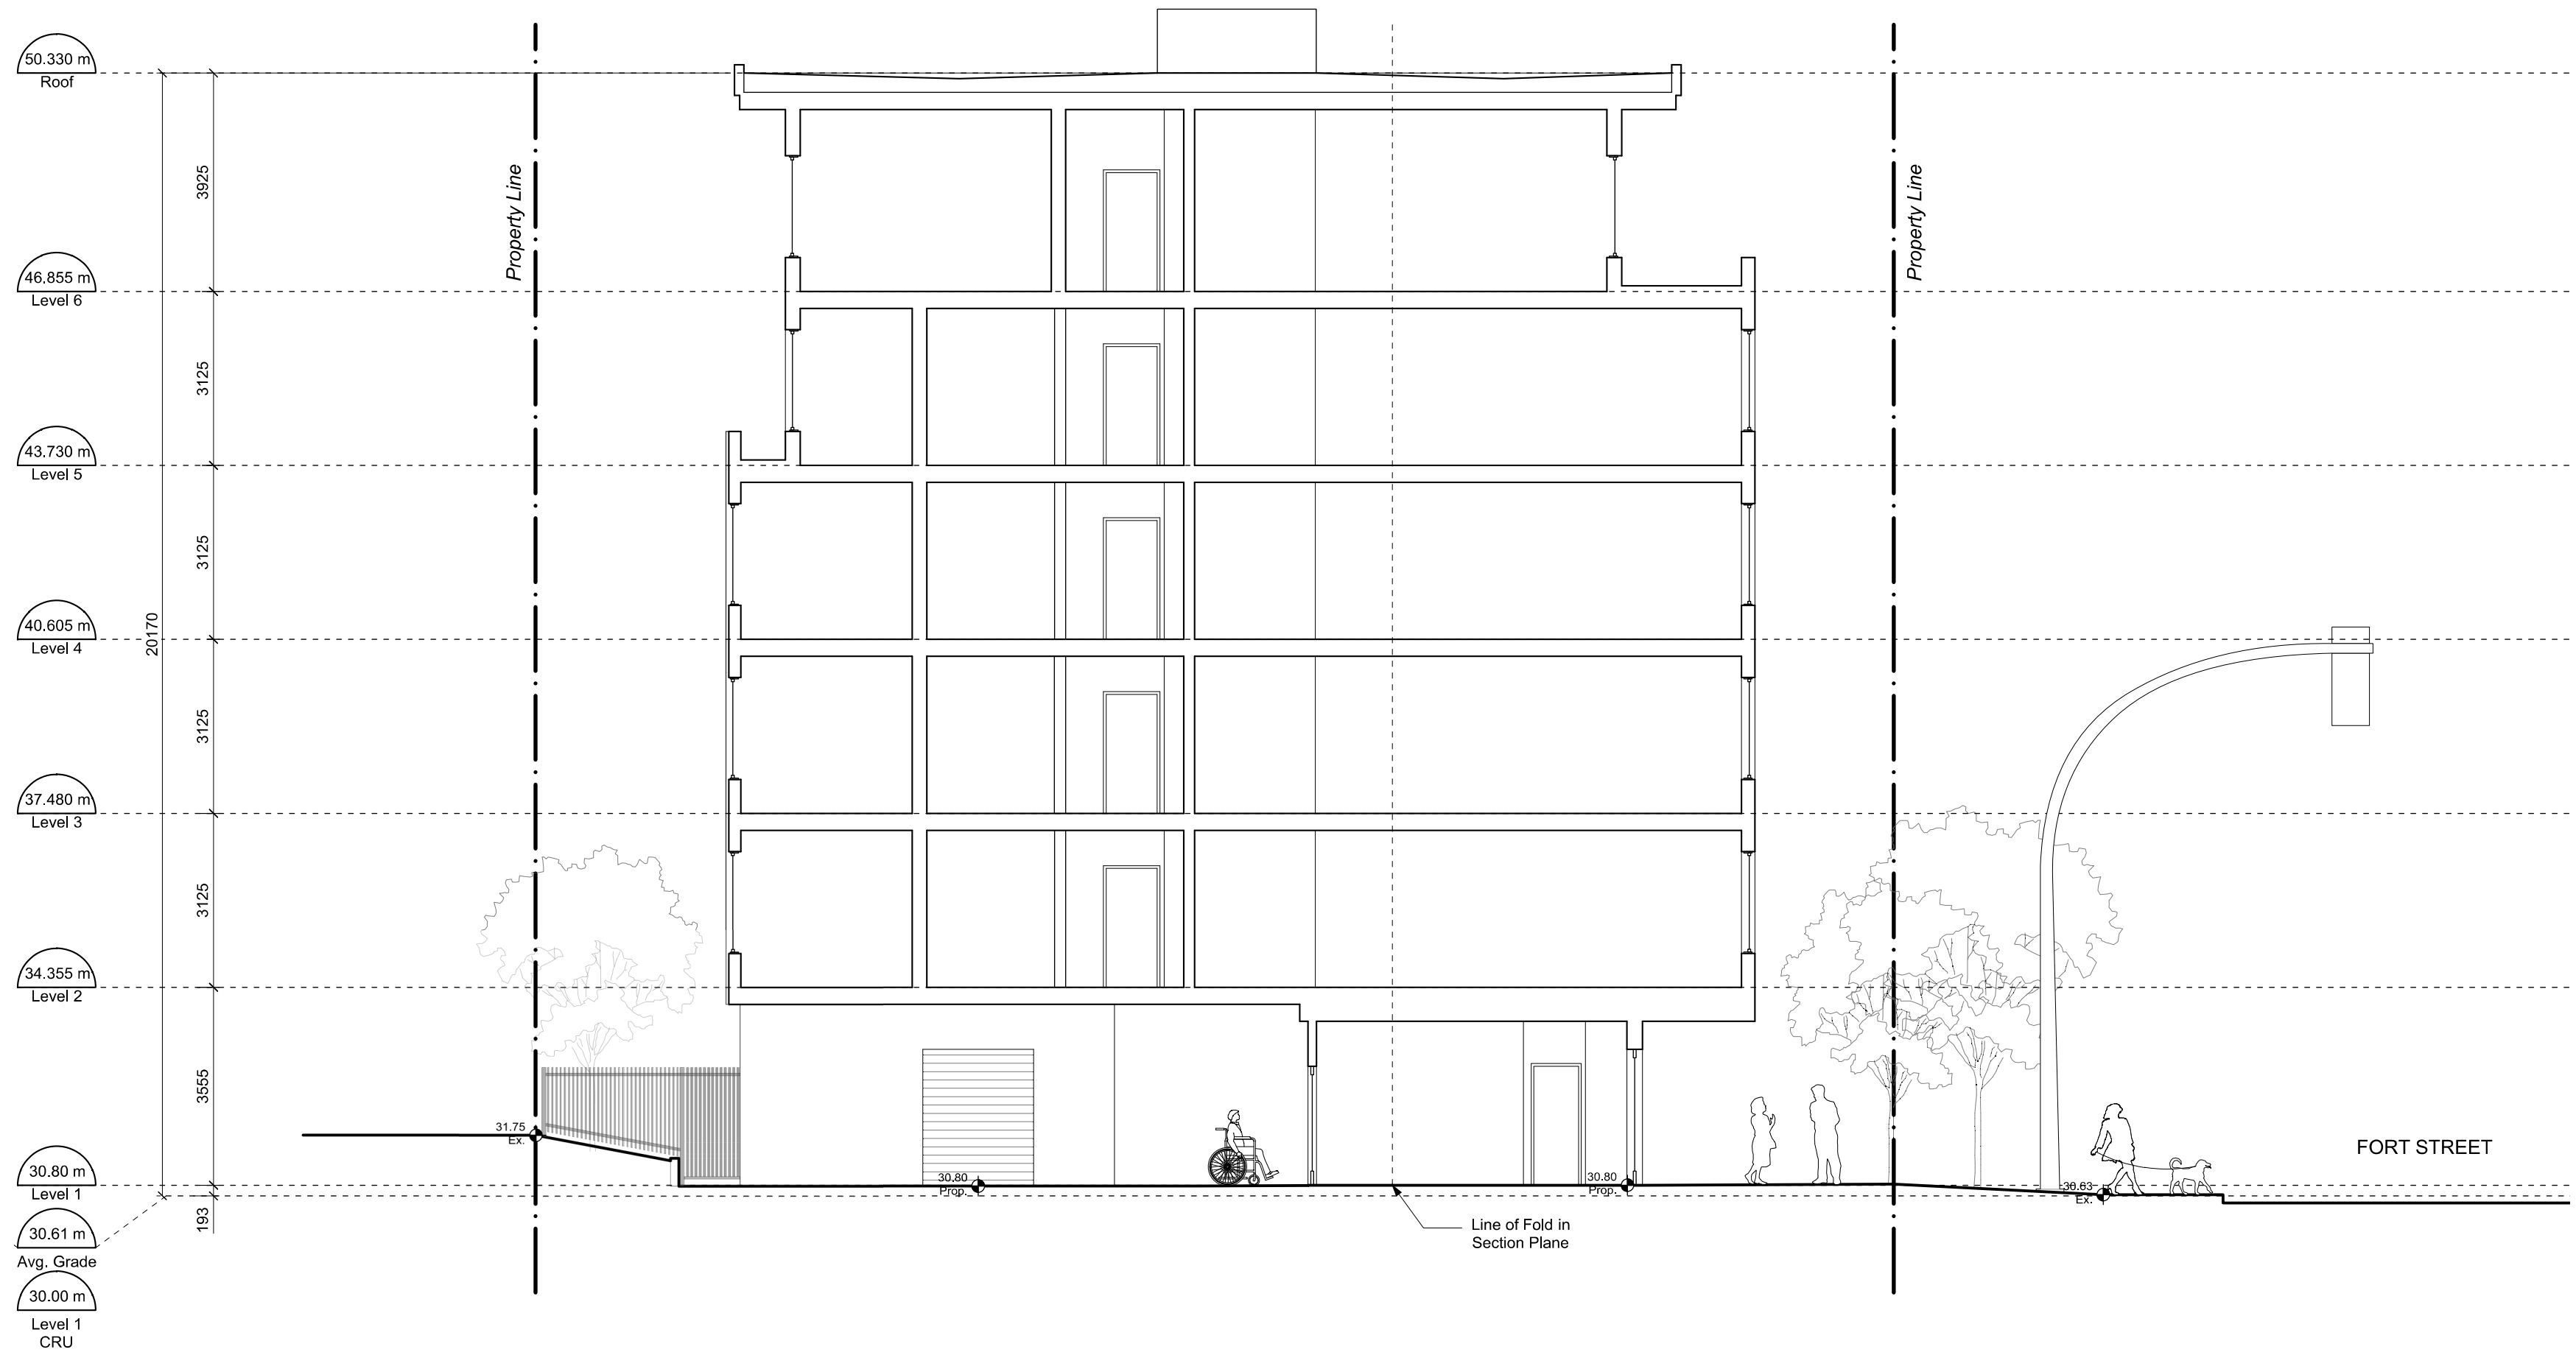 50.330 m
Roof
3925
Property Line
Property Line
46.855 m
Level 6
3125
43.730 m
Level 5
3125
40.605 m
Level 4
20170
3125
37.480 m
Level 3
3125
34.355 m
Level 2
3555
31.75
Ex.
FORT STREET
30.80 m
Level 1
30.80
Prop.
30.80
Prop.
30.63
Ex.
193
30.61 m
Avg. Grade
Line of Fold in
Section Plane
30.00 m
Level 1
CRU